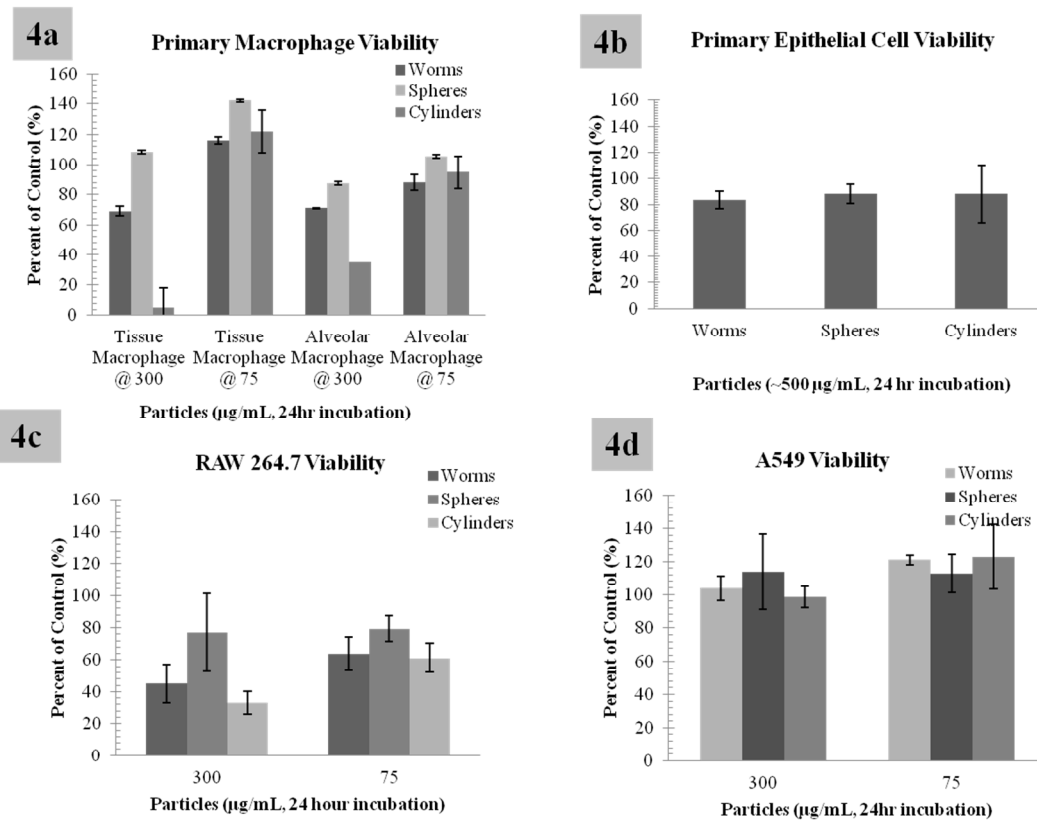 4a
Primary Macrophage Viability
Worms
Spheres
Cylinders
Percent of Control (%)
160
140
120
100
80
60
40
20
0
Tissue Macrophage @ 300
Tissue Macrophage @ 75
Alveolar Macrophage @ 300
Alveolar Macrophage @ 75
Particles (µg/mL, 24hr incubation)
4b
Primary Epithelial Cell Viability
Percent of Control (%)
160
140
120
100
80
60
40
20
0
Worms
Spheres
Cylinders
Particles (~500 µg/mL, 24 hr incubation)
4c
RAW 264.7 Viability
Worms
Spheres
Cylinders
Percent of Control (%)
160
140
120
100
80
60
40
20
0
300
75
Particles (µg/mL, 24 hour incubation)
4d
A549 Viability
Worms
Spheres
Cylinders
Percent of Control (%)
160
140
120
100
80
60
40
20
0
300
75
Particles (µg/mL, 24hr incubation)